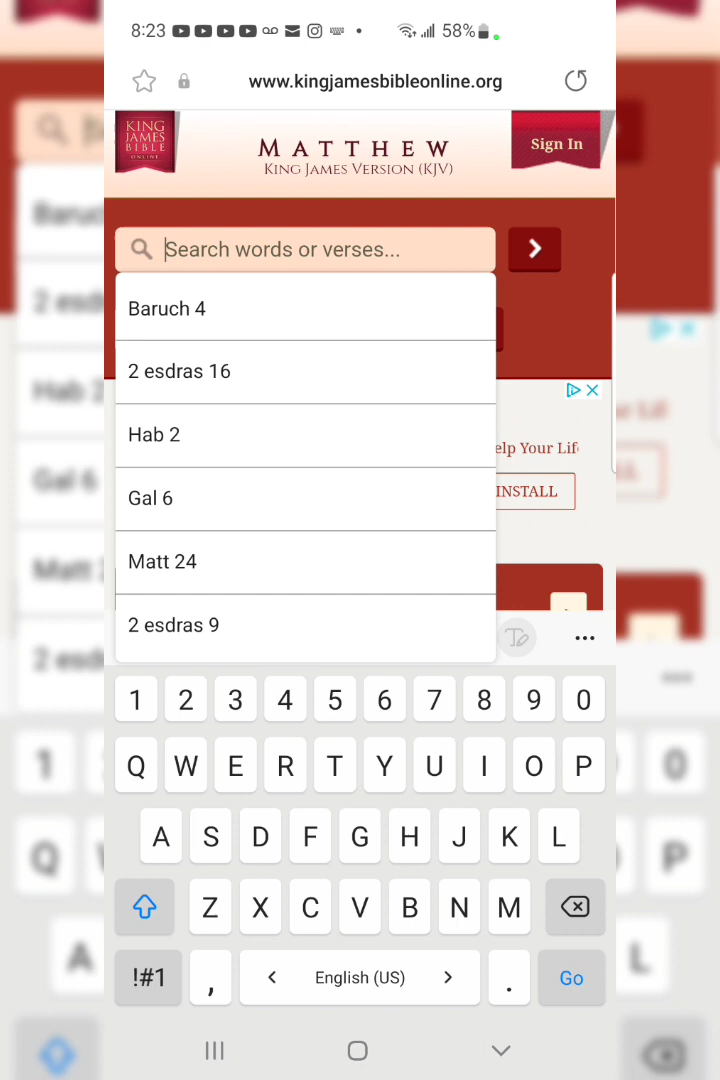 8:23 58%
www.kingjamesbibleonline.org
KING
JAMES
BIBLE
ONLINE
MATTHEW
KING JAMES VERSION (KJV)
Sign In
Search words or verses...
Baruch 4
2 esdras 16
Hab 2
Gal 6
Matt 24
2 esdras 9
elp Your Lif
INSTALL
1 2 3 4 5 6 7 8 9 0
Q W E R T Y U I O P
A S D F G H J K L
Z X C V B N M
!#1 , < English (US) > . Go